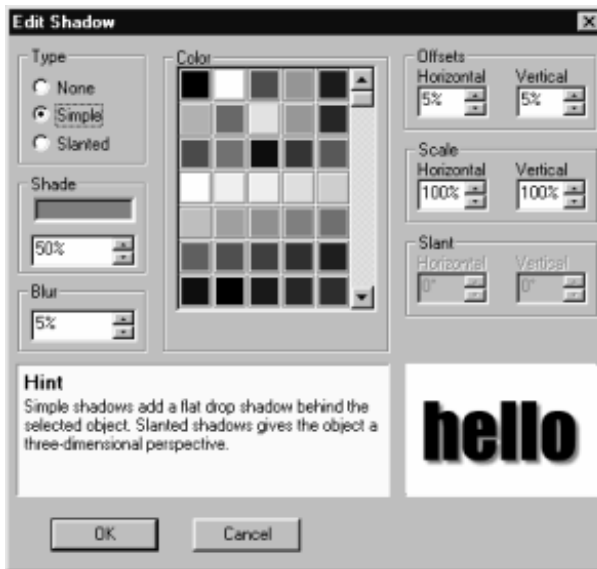 Edit Shadow
Type
None
Simple
Slanted
Shade
50%
Blur
5%
Color
Offsets
Horizontal Vertical
5% 5%
Scale
Horizontal Vertical
100% 100%
Slant
Horizontal Vertical
0° 0°
Hint
Simple shadows add a flat drop shadow behind the
selected object. Slanted shadows gives the object a
three-dimensional perspective.
hello
OK Cancel